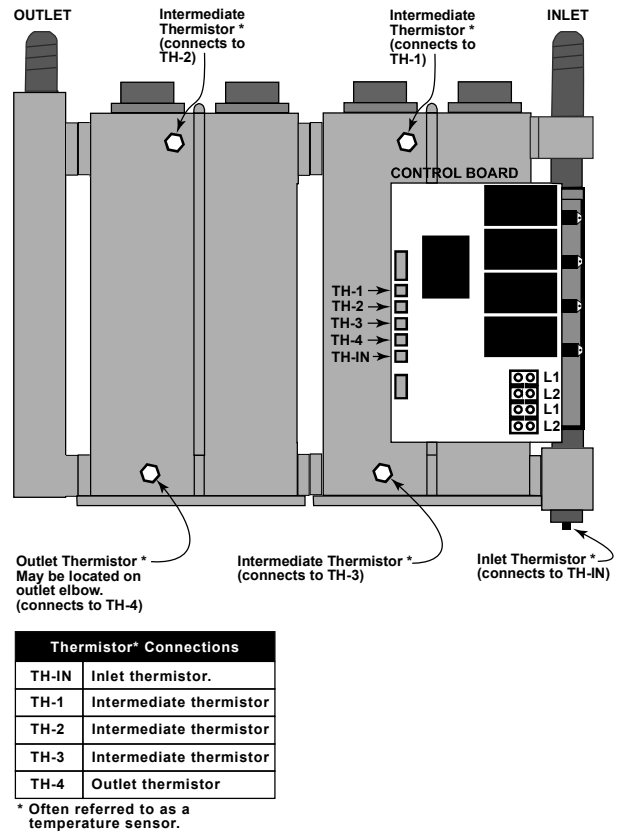 OUTLET
Intermediate
Thermistor *
(connects to
TH-2)
Intermediate
Thermistor *
(connects to
TH-1)
INLET
CONTROL BOARD
TH-1
TH-2
TH-3
TH-4
TH-IN
L1
L2
L1
L2
Outlet Thermistor *
May be located on
outlet elbow.
(connects to TH-4)
Intermediate Thermistor *
(connects to TH-3)
Inlet Thermistor *
(connects to TH-IN)
Thermistor* Connections
TH-IN Inlet thermistor.
TH-1 Intermediate thermistor
TH-2 Intermediate thermistor
TH-3 Intermediate thermistor
TH-4 Outlet thermistor
* Often referred to as a
temperature sensor.